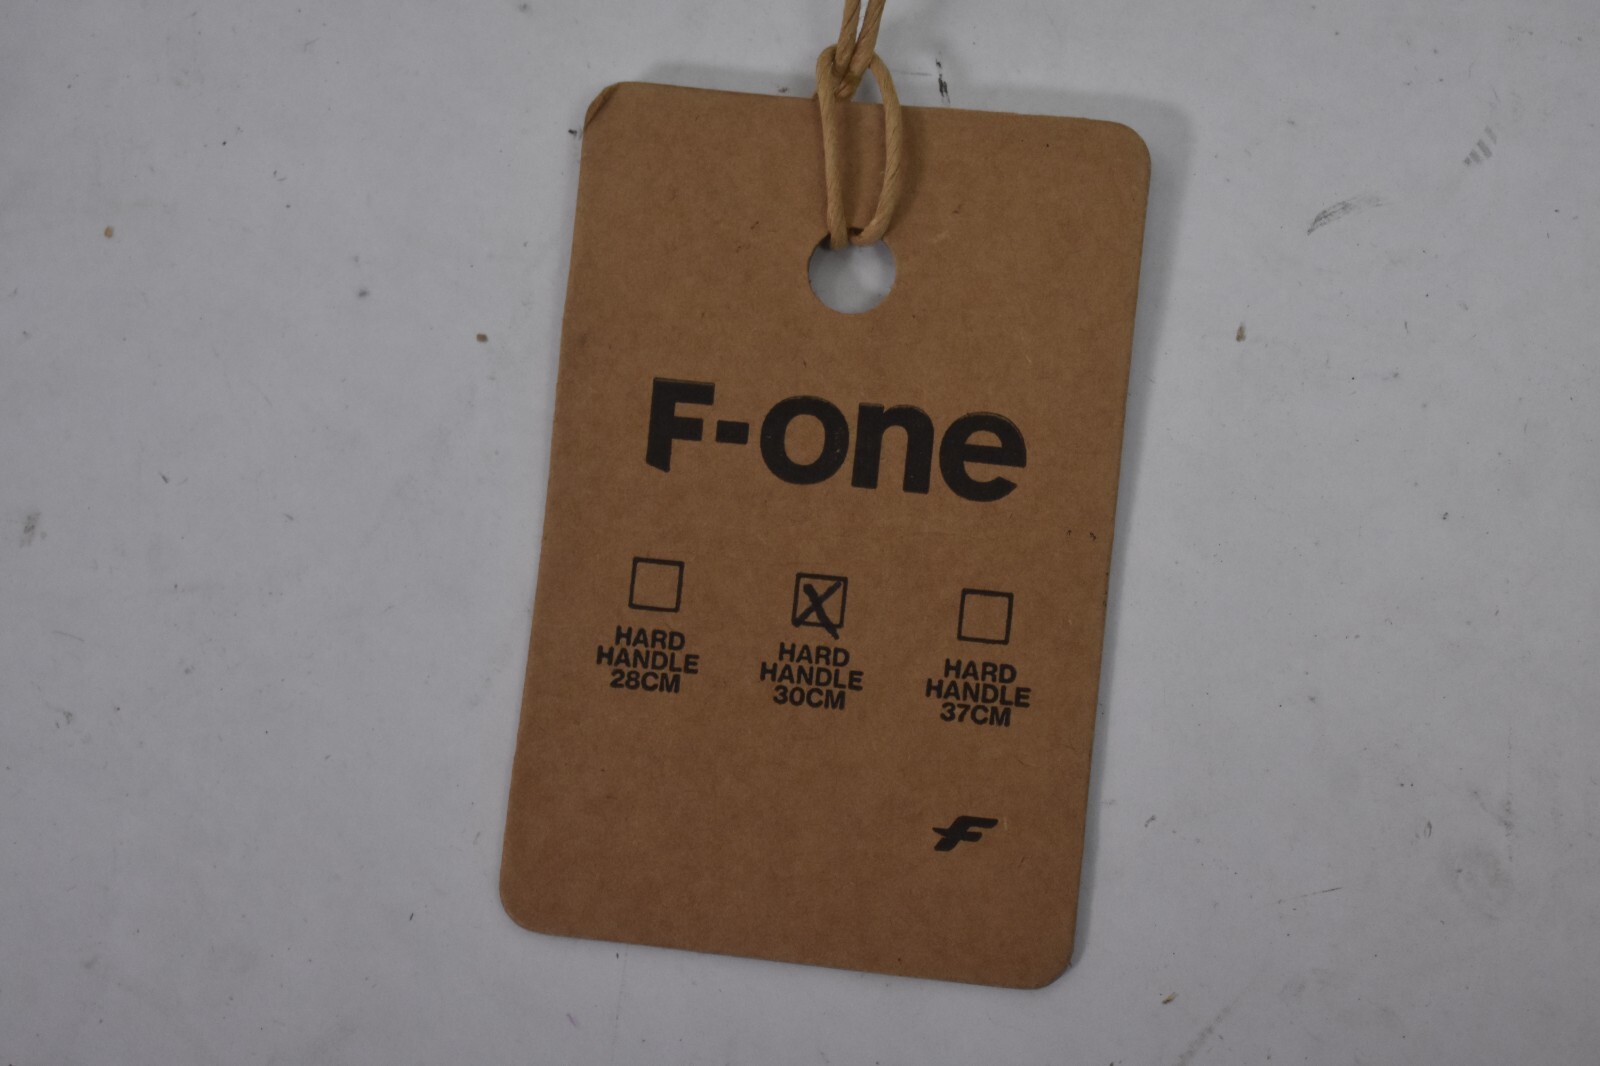 F-one
HARD
HANDLE
28CM
X
HARD
HANDLE
30CM
HARD
HANDLE
37CM
F